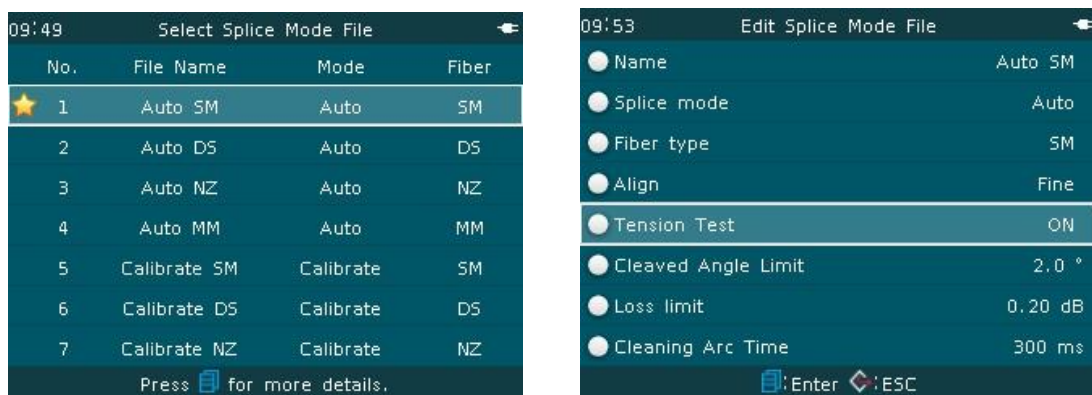 09:49 Select Splice Mode File
No. File Name Mode Fiber
1 Auto SM Auto SM
2 Auto DS Auto DS
3 Auto NZ Auto NZ
4 Auto MM Auto MM
5 Calibrate SM Calibrate SM
6 Calibrate DS Calibrate DS
7 Calibrate NZ Calibrate NZ
Press for more details.
09:53 Edit Splice Mode File
Name Auto SM
Splice mode Auto
Fiber type SM
Align Fine
Tension Test ON
Cleaved Angle Limit 2.0 °
Loss limit 0.20 dB
Cleaning Arc Time 300 ms
:Enter :ESC